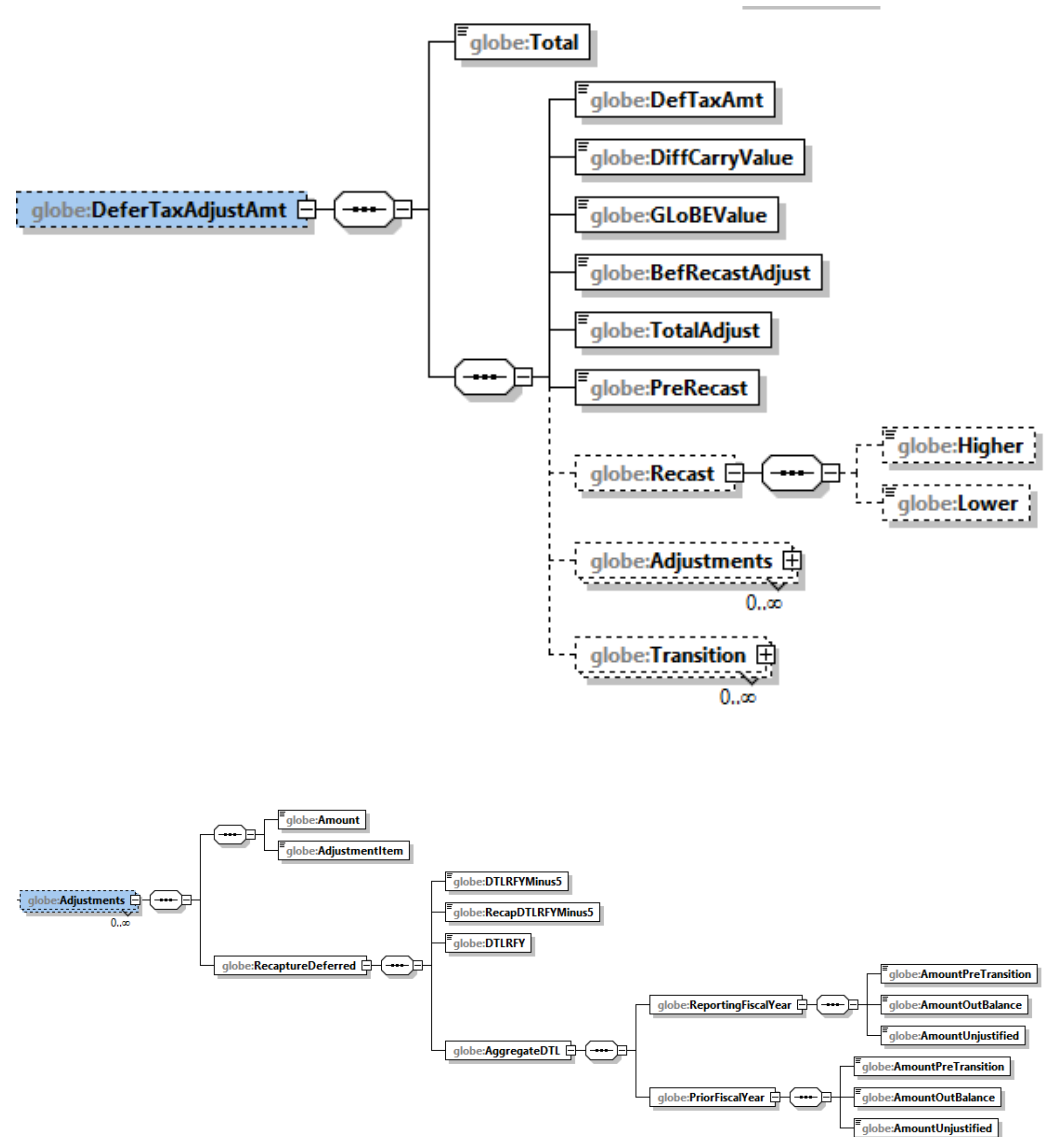 globe:Total
globe:DefTaxAmt
globe:DiffCarryValue
globe:DeferTaxAdjustAmt
globe:GLoBEValue
globe:BefRecastAdjust
globe:TotalAdjust
globe:PreRecast
globe:Recast
globe:Higher
globe:Lower
globe:Adjustments
0..∞
globe:Transition
0..∞
globe:Amount
globe:AdjustmentItem
globe:Adjustments
0..∞
globe:DTLRFYMinus5
globe:RecapDTLRFYMinus5
globe:DTLRFY
globe:RecaptureDeferred
globe:AggregateDTL
globe:ReportingFiscalYear
globe:AmountPreTransition
globe:AmountOutBalance
globe:AmountUnjustified
globe:PriorFiscalYear
globe:AmountPreTransition
globe:AmountOutBalance
globe:AmountUnjustified